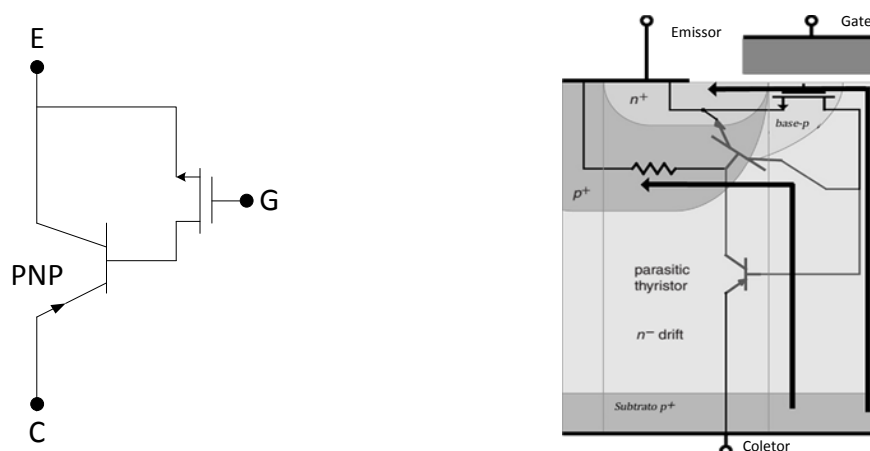 E
G
PNP
C
Emissor
Gate
n+
base-p
p+
parasitic
thyristor
n− drift
Subtrato p+
Coletor